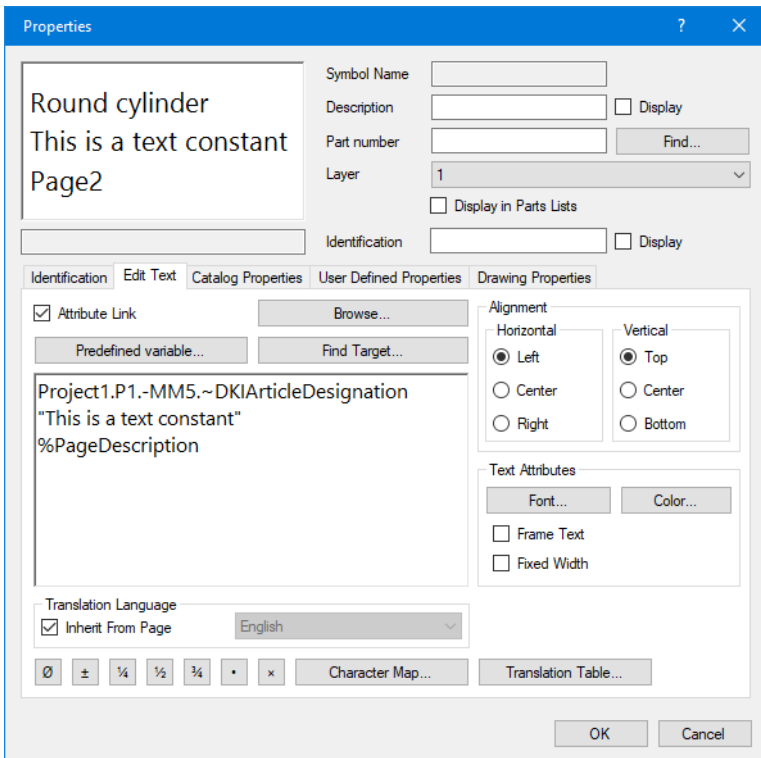 Properties
?
×
Round cylinder
This is a text constant
Page2
Symbol Name
Description
Display
Part number
Find...
Layer
1
Display in Parts Lists
Identification
Display
Identification
Edit Text
Catalog Properties
User Defined Properties
Drawing Properties
Attribute Link
Browse...
Predefined variable...
Find Target...
Project1.P1.-MM5.~DKIArticleDesignation
"This is a text constant"
%PageDescription
Alignment
Horizontal
Left
Center
Right
Vertical
Top
Center
Bottom
Text Attributes
Font...
Color...
Frame Text
Fixed Width
Translation Language
Inherit From Page
English
Ø
±
¼
½
¾
•
×
Character Map...
Translation Table...
OK
Cancel